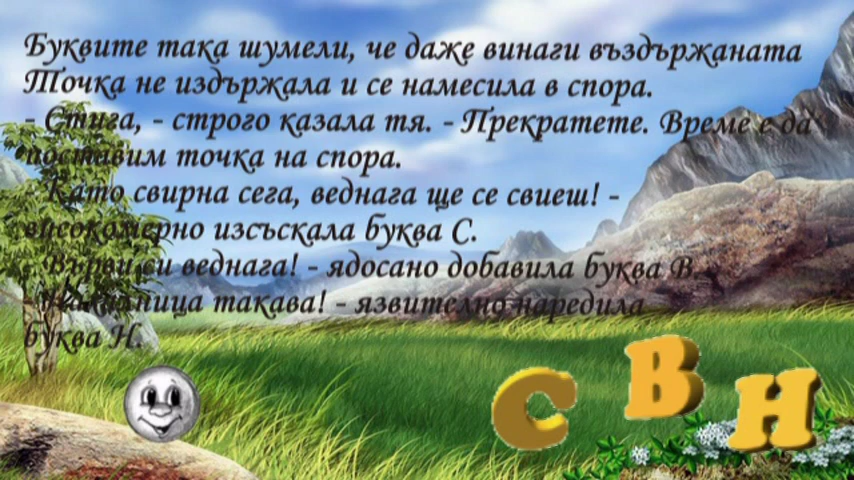 Буквите така шумели, че даже винаги въздържаната
Точка не издържала и се намесила в спора.
- Стига, - строго казала тя. - Прекратете. Време е да
поставим точка на спора.
- Като свирна сега, веднага ще се свиеш! -
високомерно изсъскала буква С.
- Върви си веднага! - ядосано добавила буква В.
- такава! - язвително наредила
буква Н.
С В Н